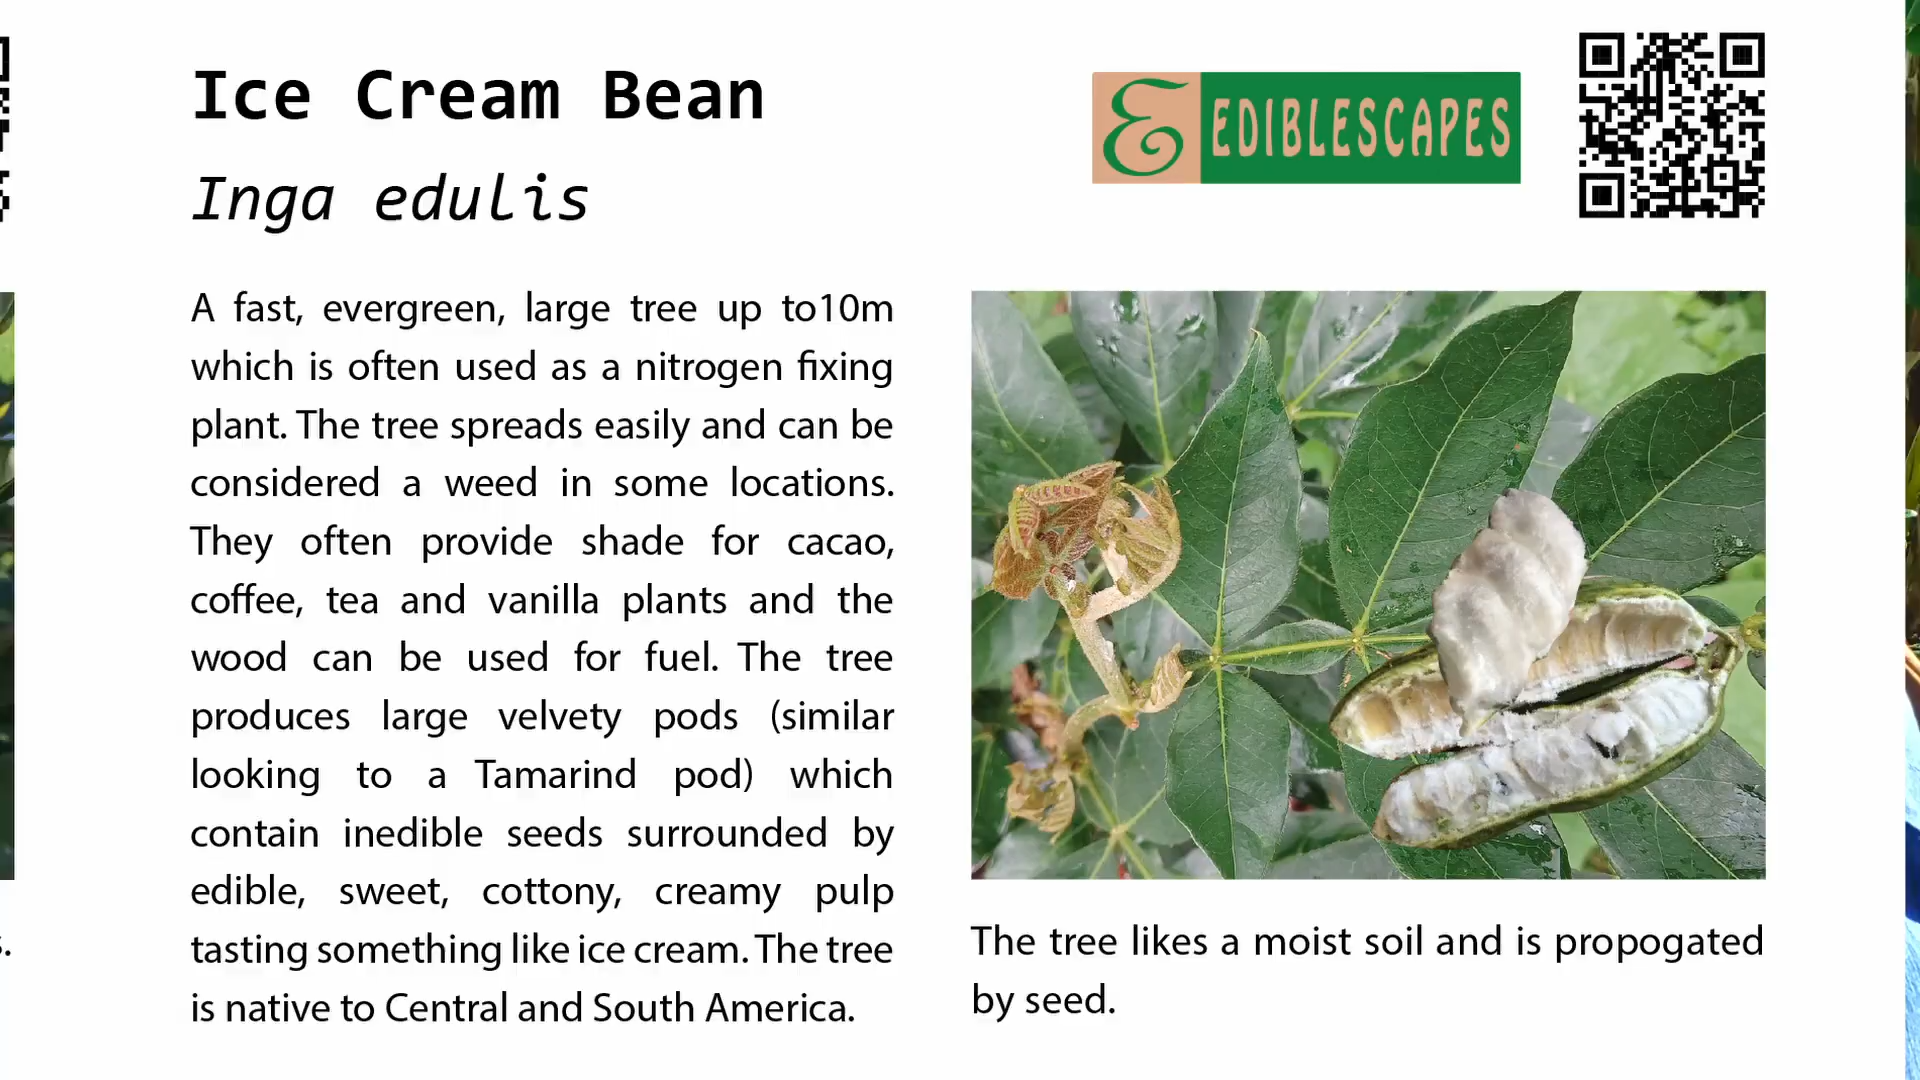 Ice Cream Bean
Inga edulis
E EDIBLESCAPES
A fast, evergreen, large tree up to10m
which is often used as a nitrogen fixing
plant. The tree spreads easily and can be
considered a weed in some locations.
They often provide shade for cacao,
coffee, tea and vanilla plants and the
wood can be used for fuel. The tree
produces large velvety pods (similar
looking to a Tamarind pod) which
contain inedible seeds surrounded by
edible, sweet, cottony, creamy pulp
tasting something like ice cream. The tree
is native to Central and South America.
The tree likes a moist soil and is propogated
by seed.